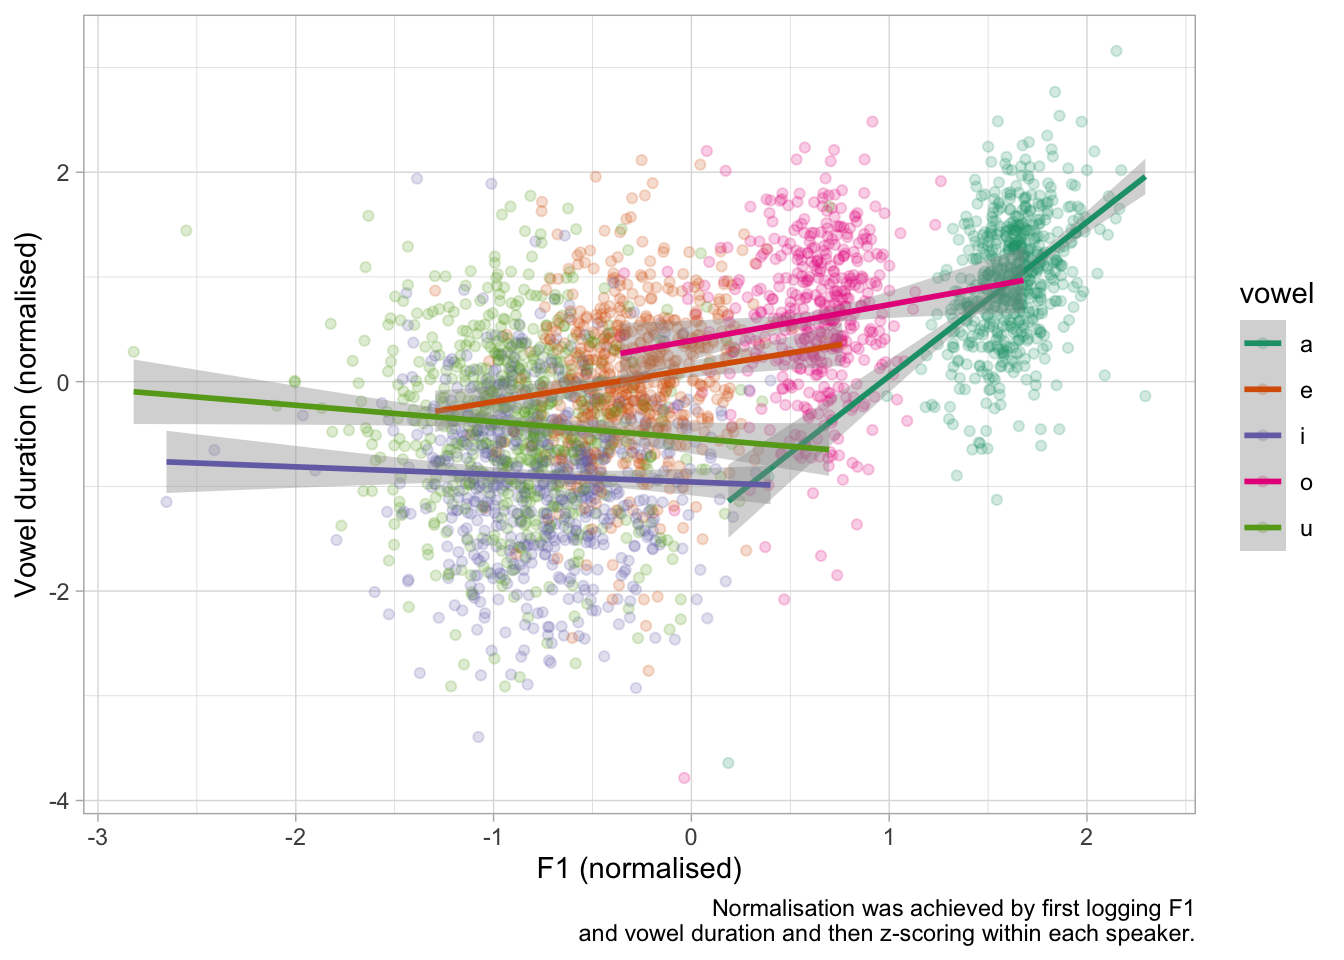 Vowel duration (normalised)
2
0
-2
-4
-3
-2
-1
0
1
2
F1 (normalised)
vowel
a
e
i
o
u
Normalisation was achieved by first logging F1
and vowel duration and then z-scoring within each speaker.